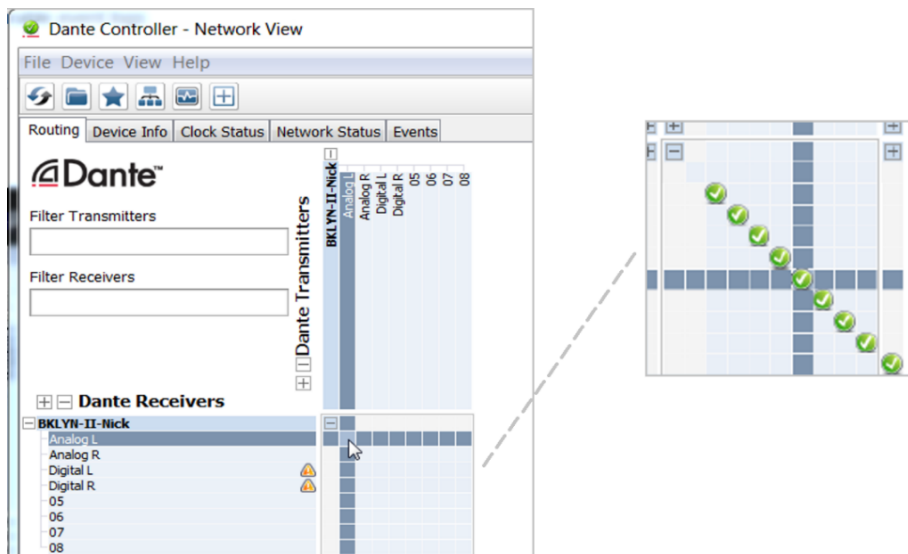 Dante Controller - Network View
File Device View Help
Routing Device Info Clock Status Network Status Events
Dante™
Filter Transmitters
Filter Receivers
Dante Transmitters
BKLYN-II-Nick
Analog L
Analog R
Digital L
Digital R
05
06
07
08
Dante Receivers
BKLYN-II-Nick
Analog L
Analog R
Digital L
Digital R
05
06
07
08